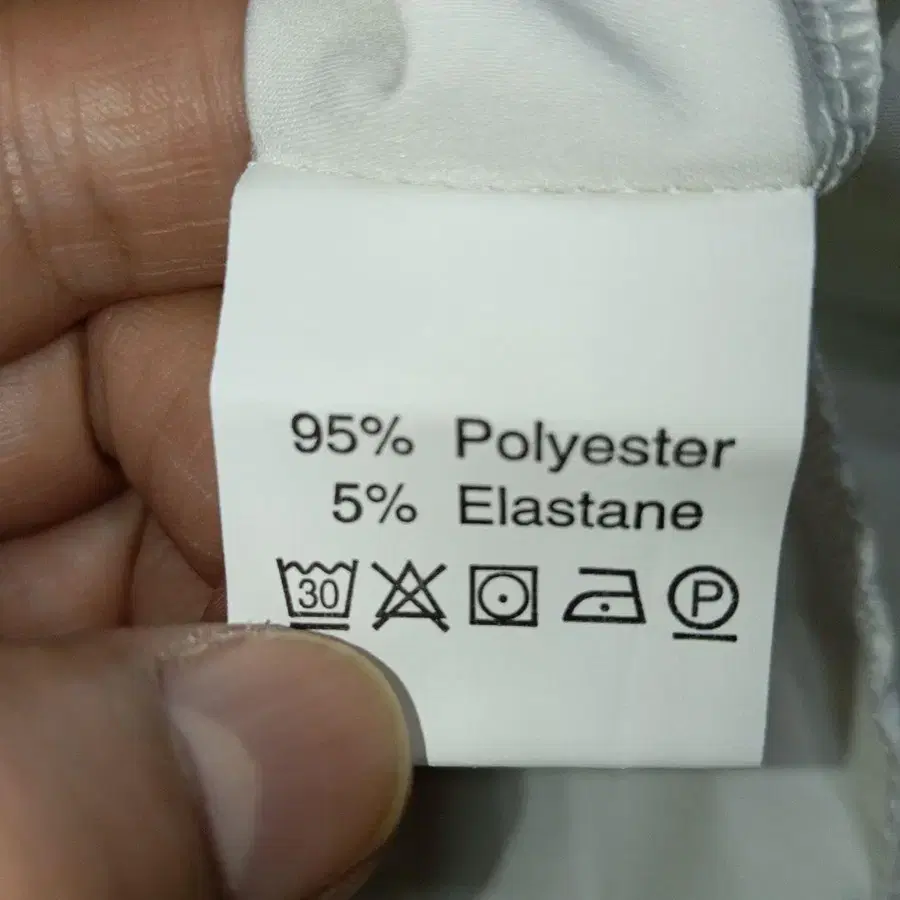 95% Polyester
5% Elastane
30 P